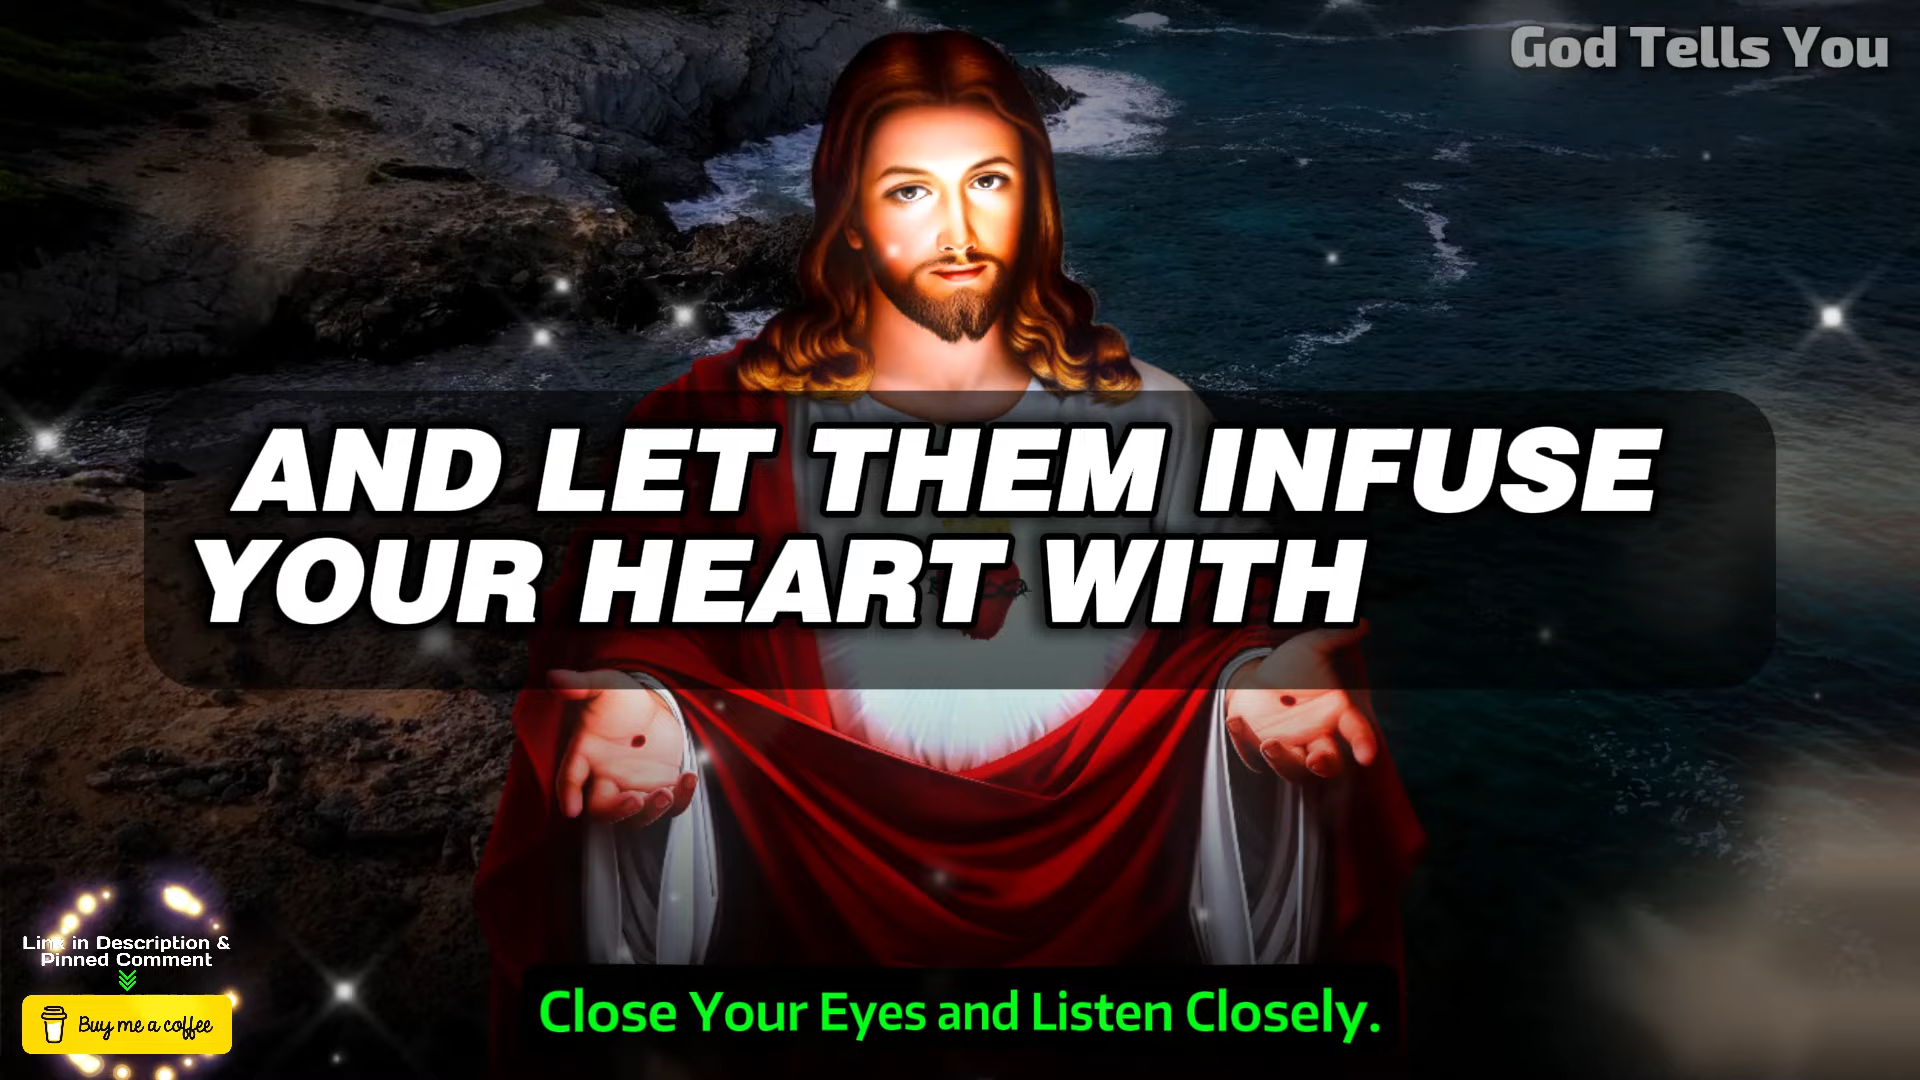 God Tells You
AND LET THEM INFUSE
YOUR HEART WITH
Link in Description &
Pinned Comment
Buy me a coffee
Close Your Eyes and Listen Closely.